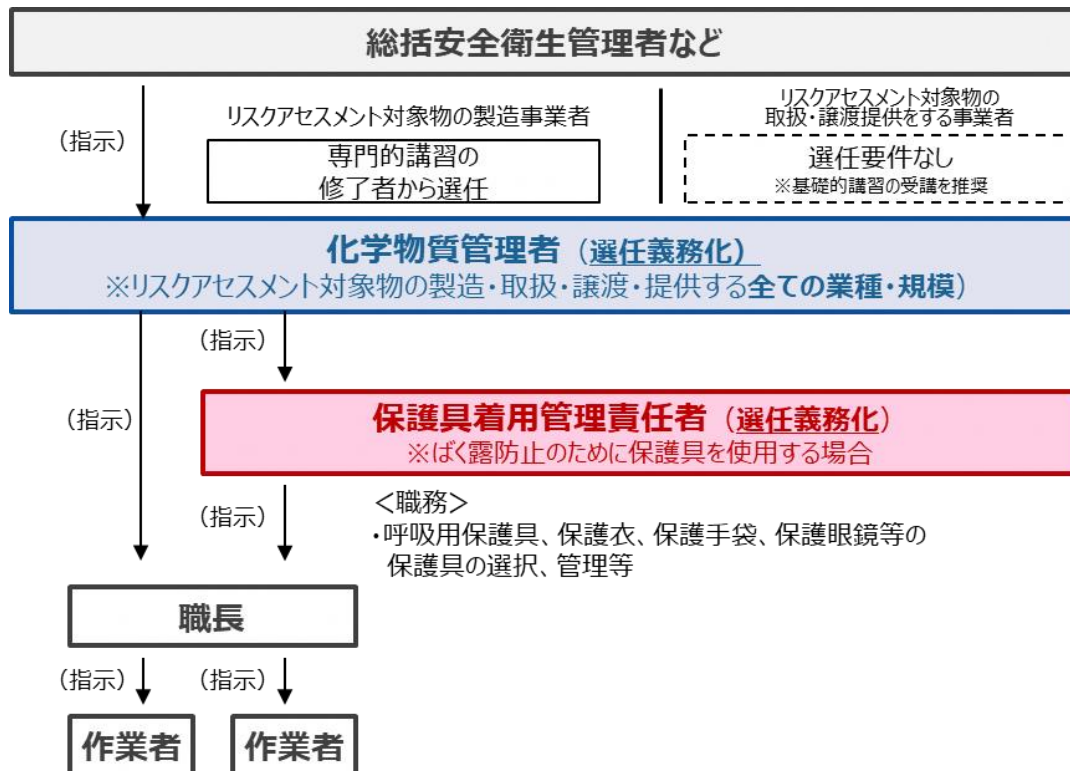 総括安全衛生管理者など
（指示）
リスクアセスメント対象物の製造事業者
専門的講習の
修了者から選任
リスクアセスメント対象物の
取扱・譲渡提供をする事業者
選任要件なし
※基礎的講習の受講を推奨
化学物質管理者（選任義務化）
※リスクアセスメント対象物の製造・取扱・譲渡・提供する全ての業種・規模）
（指示）
（指示）
保護具着用管理責任者（選任義務化）
※ばく露防止のために保護具を使用する場合
（指示）
＜職務＞
・呼吸用保護具、保護衣、保護手袋、保護眼鏡等の
保護具の選択、管理等
職長
（指示）
（指示）
作業者
作業者